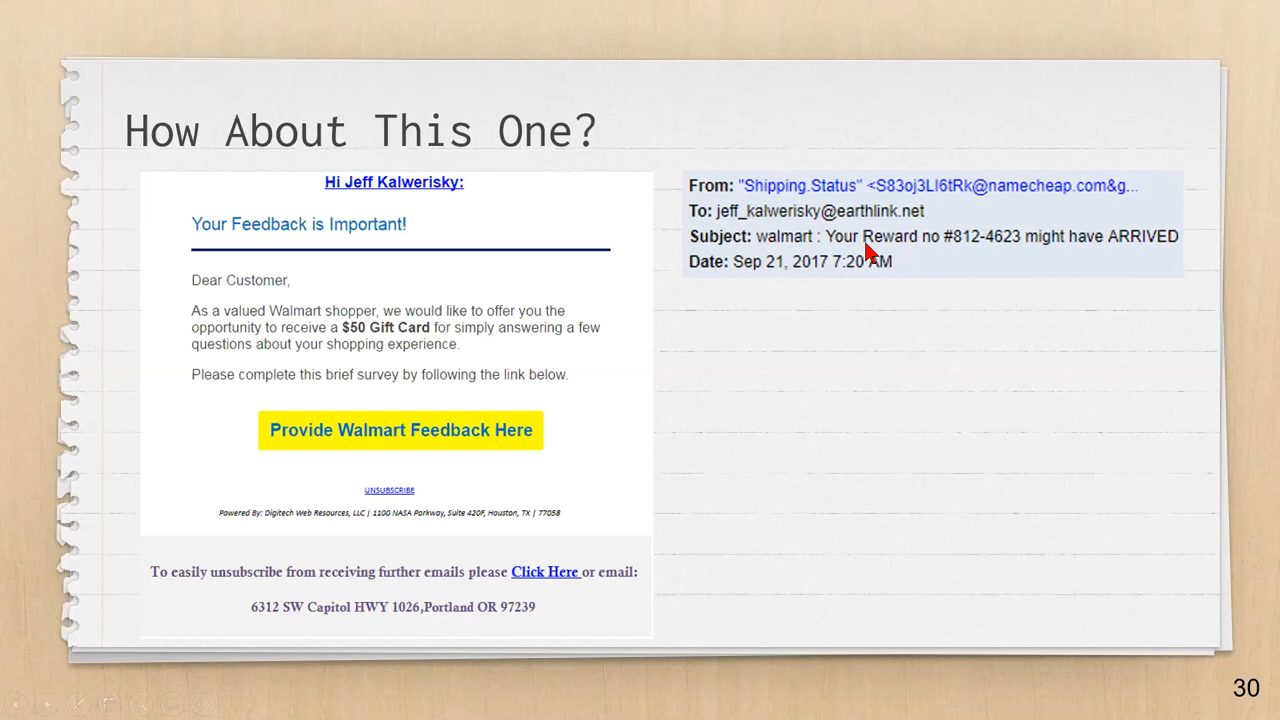 How About This One?
Hi Jeff Kalwerisky:
Your Feedback is Important!
Dear Customer,
As a valued Walmart shopper, we would like to offer you the
opportunity to receive a $50 Gift Card for simply answering a few
questions about your shopping experience.
Please complete this brief survey by following the link below.
Provide Walmart Feedback Here
UNSUBSCRIBE
Powered By: Digitech Web Resources, LLC | 1100 NASA Parkway, Suite 420F, Houston, TX | 77058
To easily unsubscribe from receiving further emails please Click Here or email:
6312 SW Capitol HWY 1026,Portland OR 97239
From: "Shipping.Status" <S83oj3LI6tRk@namecheap.com&g...
To: jeff_kalwerisky@earthlink.net
Subject: walmart : Your Reward no #812-4623 might have ARRIVED
Date: Sep 21, 2017 7:20 AM
30